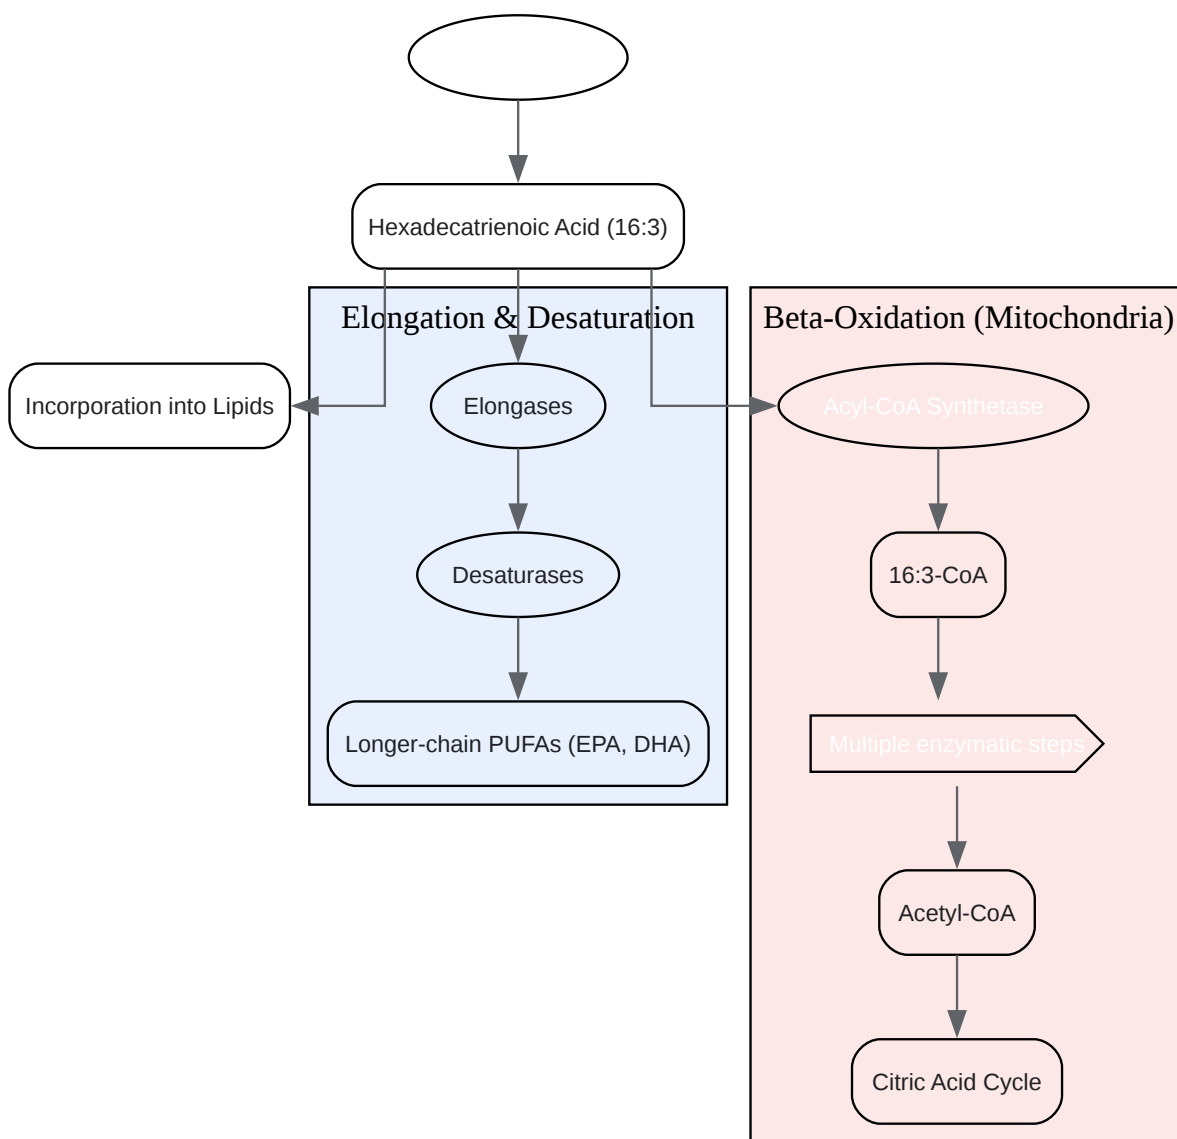 Hexadecatrienoic Acid (16:3)
Elongation & Desaturation
Beta-Oxidation (Mitochondria)
Incorporation into Lipids
Elongases
Acyl-CoA Synthetase
Desaturases
16:3-CoA
Longer-chain PUFAs (EPA, DHA)
Multiple enzymatic steps
Acetyl-CoA
Citric Acid Cycle